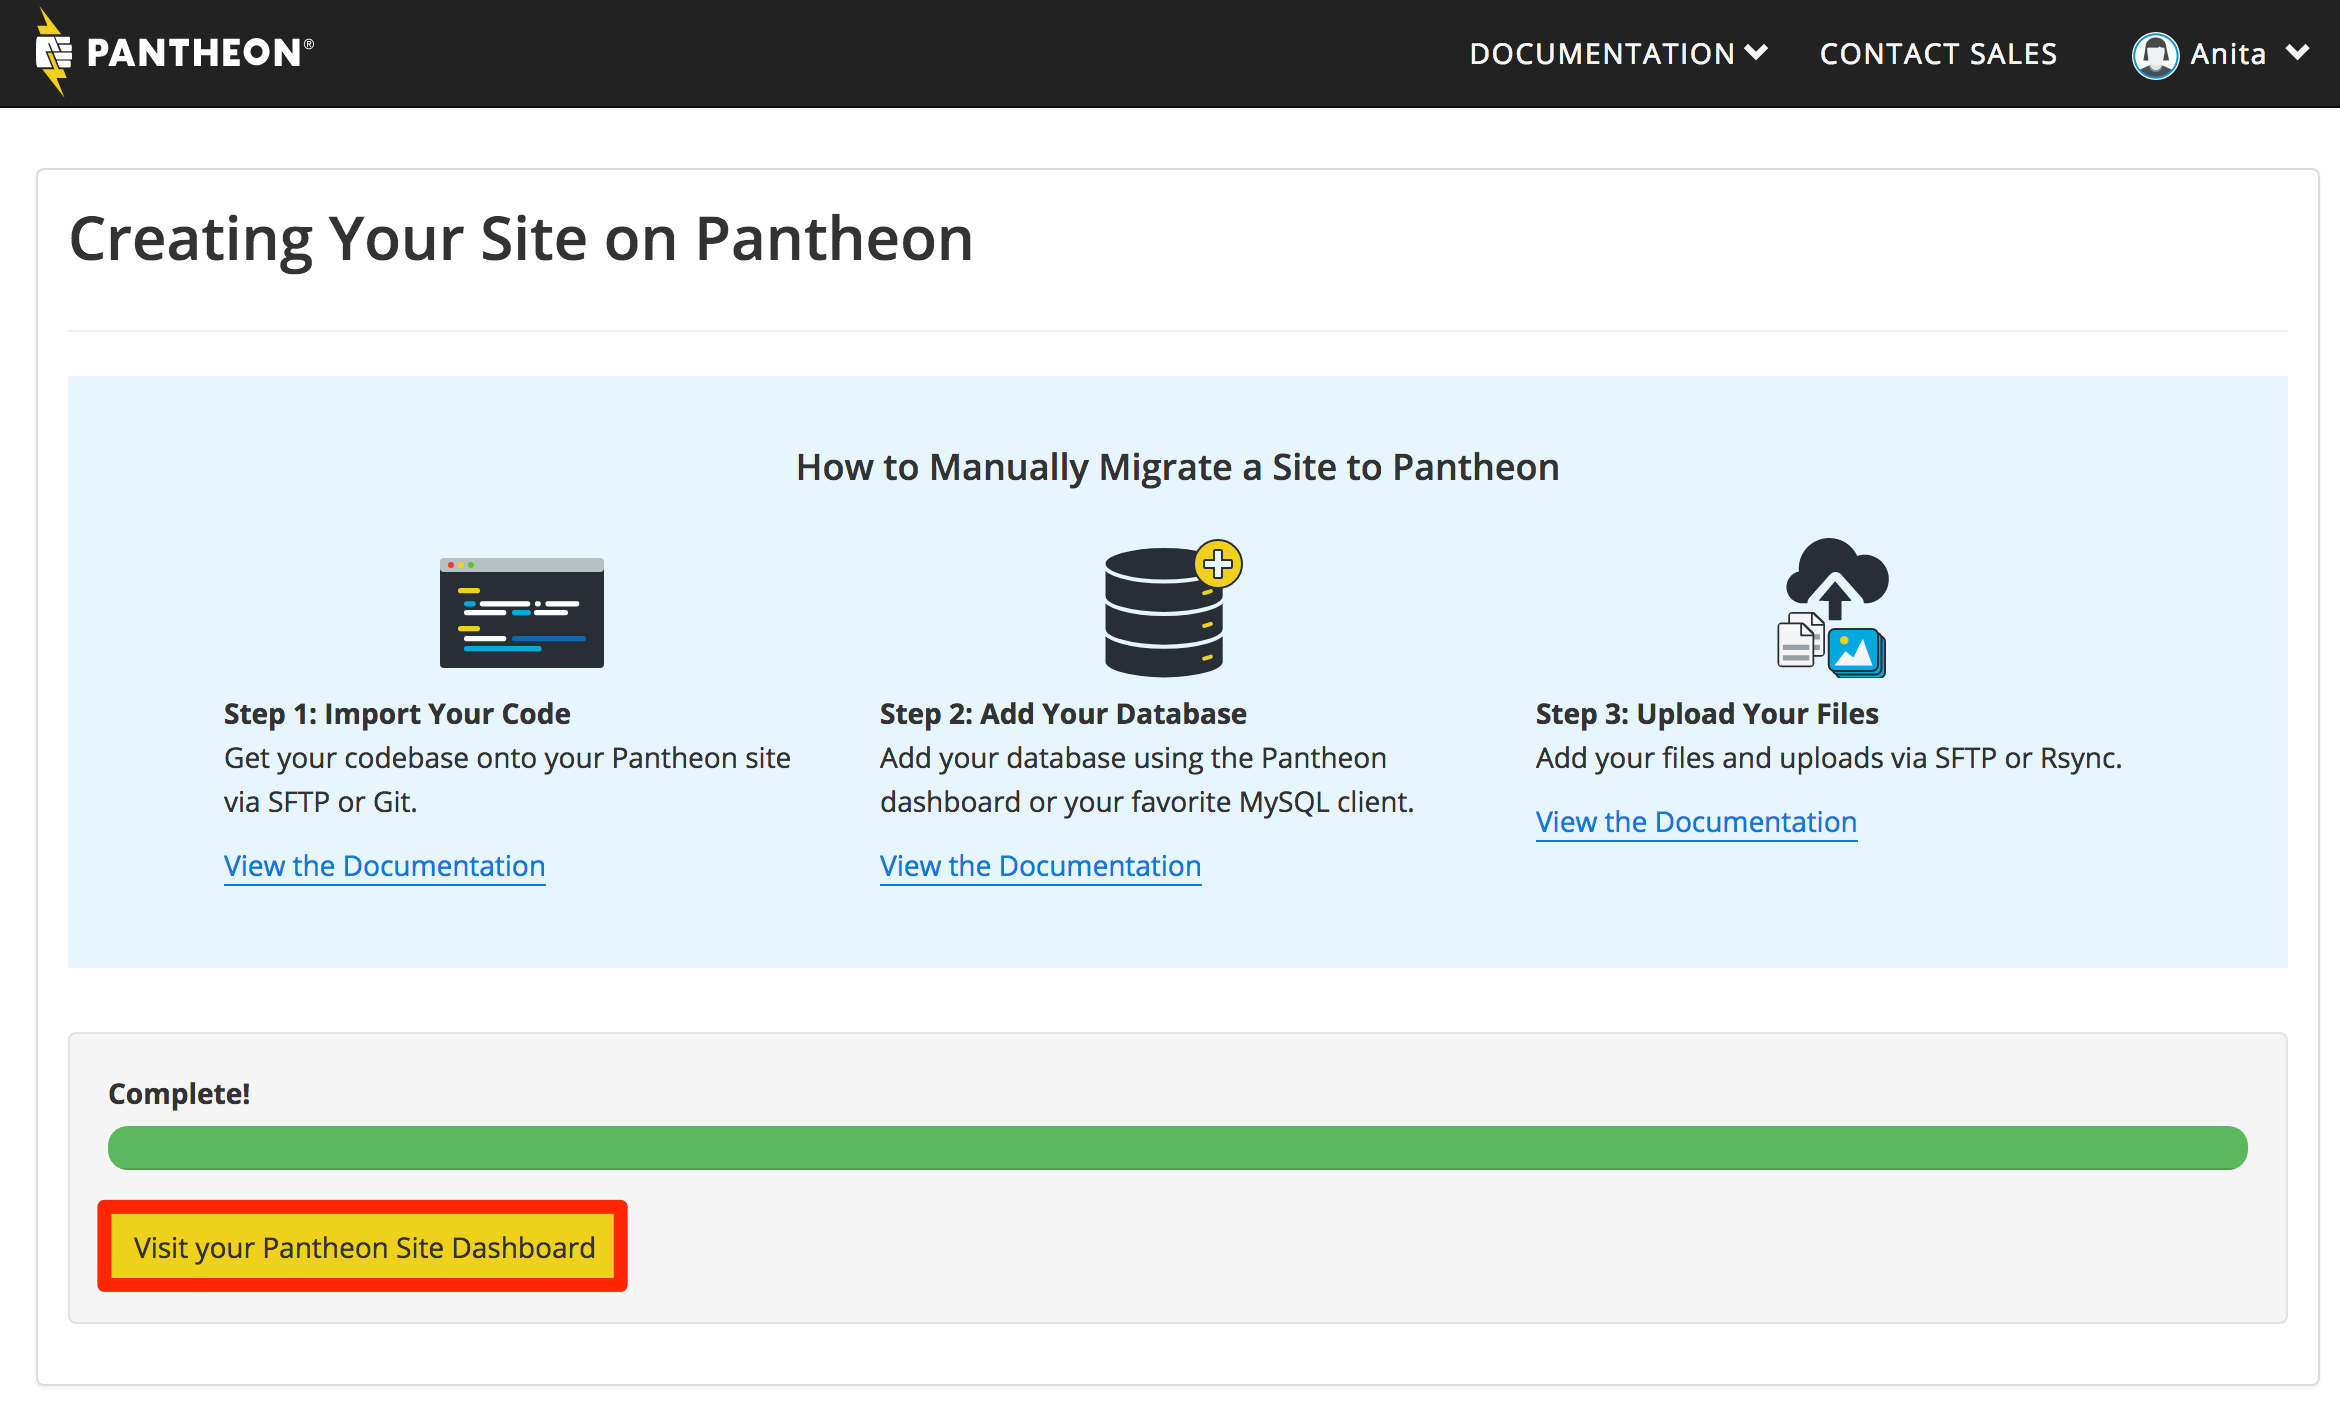 PANTHEON®
DOCUMENTATION
CONTACT SALES
Anita
Creating Your Site on Pantheon
How to Manually Migrate a Site to Pantheon
Step 1: Import Your Code
Get your codebase onto your Pantheon site
via SFTP or Git.
View the Documentation
Step 2: Add Your Database
Add your database using the Pantheon
dashboard or your favorite MySQL client.
View the Documentation
Step 3: Upload Your Files
Add your files and uploads via SFTP or Rsync.
View the Documentation
Complete!
Visit your Pantheon Site Dashboard